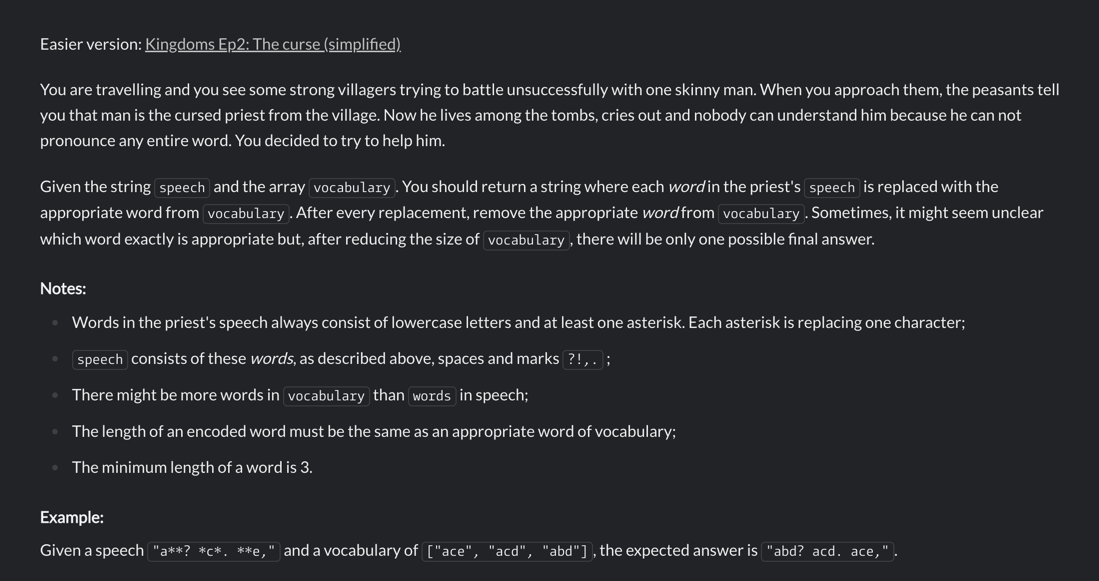 Easier version: Kingdoms Ep2: The curse (simplified)
You are travelling and you see some strong villagers trying to battle unsuccessfully with one skinny man. When you approach them, the peasants tell
you that man is the cursed priest from the village. Now he lives among the tombs, cries out and nobody can understand him because he can not
pronounce any entire word. You decided to try to help him.
Given the string speech and the array vocabulary. You should return a string where each word in the priest's speech is replaced with the
appropriate word from vocabulary. After every replacement, remove the appropriate word from vocabulary. Sometimes, it might seem unclear
which word exactly is appropriate but, after reducing the size of vocabulary, there will be only one possible final answer.
Notes:
Words in the priest's speech always consist of lowercase letters and at least one asterisk. Each asterisk is replacing one character;
speech consists of these words, as described above, spaces and marks ?!,. ;
There might be more words in vocabulary than words in speech;
The length of an encoded word must be the same as an appropriate word of vocabulary;
The minimum length of a word is 3.
Example:
Given a speech "a**? *c*. **e," and a vocabulary of ["ace", "acd", "abd"], the expected answer is "abd? acd. ace,".